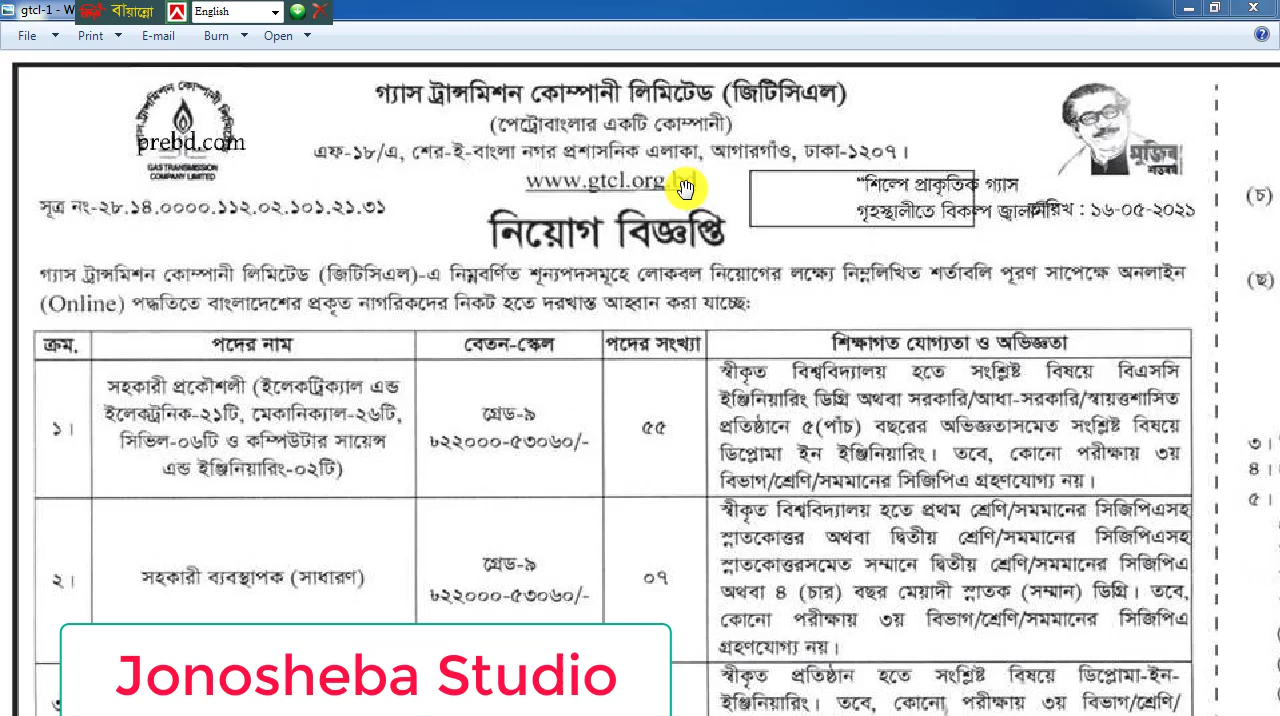 gtcl-1 - W
বায়ান্নো
English
File Print E-mail Burn Open
গ্যাস ট্রান্সমিশন কোম্পানী লিমিটেড (জিটিসিএল)
(পেট্রোবাংলার একটি কোম্পানী)
prebd.com
GAS TRANSMISSION
COMPANY LIMITED
এফ-১৮/এ, শের-ই-বাংলা নগর প্রশাসনিক এলাকা, আগারগাঁও, ঢাকা-১২০৭।
www.gtcl.org.bd
মুজিব
শতবর্ষ
"শিল্পে প্রাকৃতিক গ্যাস
গৃহস্থালীতে বিকল্প জ্বালানী
সূত্র নং-২৮.১৪.০০০০.১১২.০২.১০১.২১.৩১
তারিখ : ১৬-০৫-২০২১
নিয়োগ বিজ্ঞপ্তি
গ্যাস ট্রান্সমিশন কোম্পানী লিমিটেড (জিটিসিএল)-এ নিম্নবর্ণিত শূন্যপদসমূহে লোকবল নিয়োগের লক্ষ্যে নিম্নলিখিত শর্তাবলি পূরণ সাপেক্ষে অনলাইন
(Online) পদ্ধতিতে বাংলাদেশের প্রকৃত নাগরিকদের নিকট হতে দরখাস্ত আহ্বান করা যাচ্ছে:
ক্রম. পদের নাম বেতন-স্কেল পদের সংখ্যা শিক্ষাগত যোগ্যতা ও অভিজ্ঞতা
১।
সহকারী প্রকৌশলী (ইলেকট্রিক্যাল এন্ড
ইলেকট্রনিক-২১টি, মেকানিক্যাল-২৬টি,
সিভিল-০৬টি ও কম্পিউটার সায়েন্স
এন্ড ইঞ্জিনিয়ারিং-০২টি)
গ্রেড-৯
৳২২০০০-৫৩০৬০/-
৫৫
স্বীকৃত বিশ্ববিদ্যালয় হতে সংশ্লিষ্ট বিষয়ে বিএসসি
ইঞ্জিনিয়ারিং ডিগ্রি অথবা সরকারি/আধা-সরকারি/স্বায়ত্তশাসিত
প্রতিষ্ঠানে ৫(পাঁচ) বছরের অভিজ্ঞতাসমেত সংশ্লিষ্ট বিষয়ে
ডিপ্লোমা ইন ইঞ্জিনিয়ারিং। তবে, কোনো পরীক্ষায় ৩য়
বিভাগ/শ্রেণি/সমমানের সিজিপিএ গ্রহণযোগ্য নয়।
২।
সহকারী ব্যবস্থাপক (সাধারণ)
গ্রেড-৯
৳২২০০০-৫৩০৬০/-
০৭
স্বীকৃত বিশ্ববিদ্যালয় হতে প্রথম শ্রেণি/সমমানের সিজিপিএসহ
স্নাতকোত্তর অথবা দ্বিতীয় শ্রেণি/সমমানের সিজিপিএসহ
স্নাতকোত্তরসমেত সম্মানে দ্বিতীয় শ্রেণি/সমমানের সিজিপিএ
অথবা ৪ (চার) বছর মেয়াদী স্নাতক (সম্মান) ডিগ্রি। তবে,
কোনো পরীক্ষায় ৩য় বিভাগ/শ্রেণি/সমমানের সিজিপিএ
গ্রহণযোগ্য নয়।
স্বীকৃত প্রতিষ্ঠান হতে সংশ্লিষ্ট বিষয়ে ডিপ্লোমা-ইন-
ইঞ্জিনিয়ারিং। তবে, কোনো পরীক্ষায় ৩য় বিভাগ/শ্রেণি/
(চ)
(ছ)
৩।
৪।
৫।
Jonosheba Studio